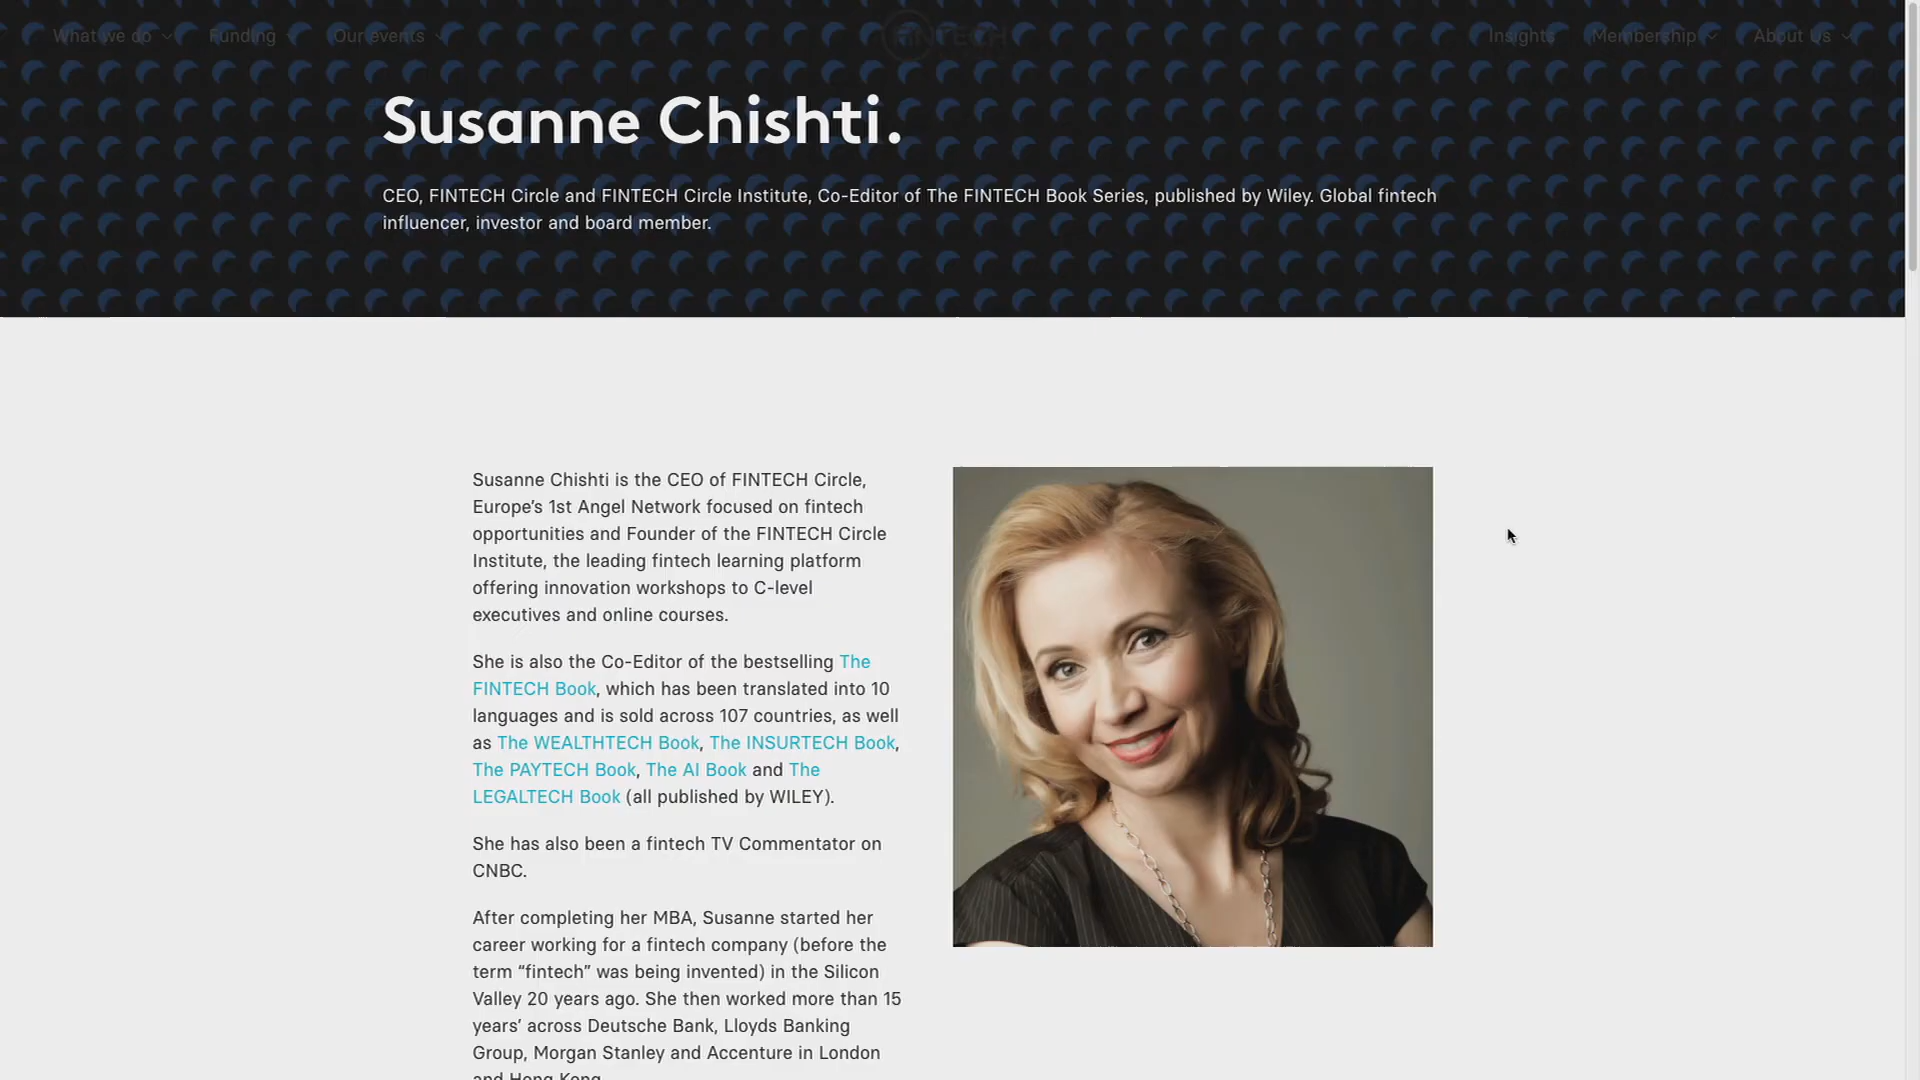 What we do
Funding
Our events
FINTECH
Insights
Membership
About Us
Susanne Chishti.
CEO, FINTECH Circle and FINTECH Circle Institute, Co-Editor of The FINTECH Book Series, published by Wiley. Global fintech
influencer, investor and board member.
Susanne Chishti is the CEO of FINTECH Circle,
Europe’s 1st Angel Network focused on fintech
opportunities and Founder of the FINTECH Circle
Institute, the leading fintech learning platform
offering innovation workshops to C-level
executives and online courses.
She is also the Co-Editor of the bestselling The
FINTECH Book, which has been translated into 10
languages and is sold across 107 countries, as well
as The WEALTHTECH Book, The INSURTECH Book,
The PAYTECH Book, The AI Book and The
LEGALTECH Book (all published by WILEY).
She has also been a fintech TV Commentator on
CNBC.
After completing her MBA, Susanne started her
career working for a fintech company (before the
term “fintech” was being invented) in the Silicon
Valley 20 years ago. She then worked more than 15
years’ across Deutsche Bank, Lloyds Banking
Group, Morgan Stanley and Accenture in London
and Hong Kong.